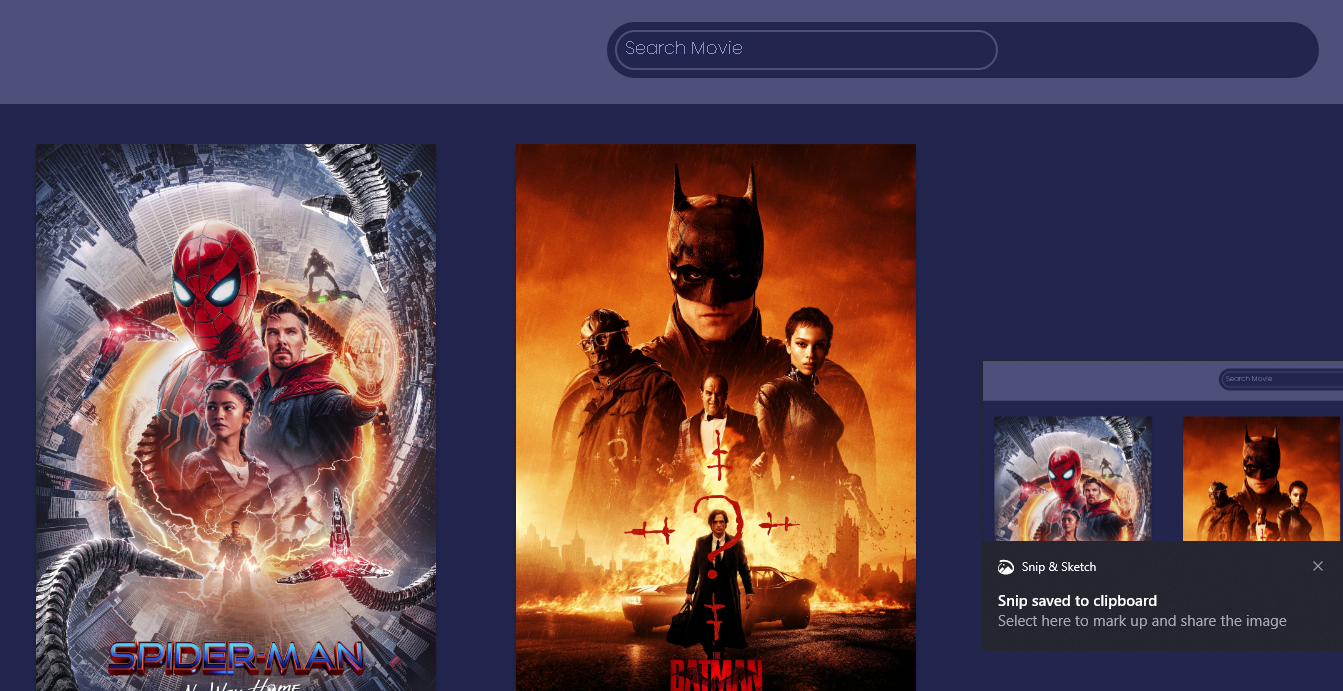 Search Movie
SPIDER-MAN
No Way Home
THE
BATMAN
Search Movie
Snip & Sketch
Snip saved to clipboard
Select here to mark up and share the image